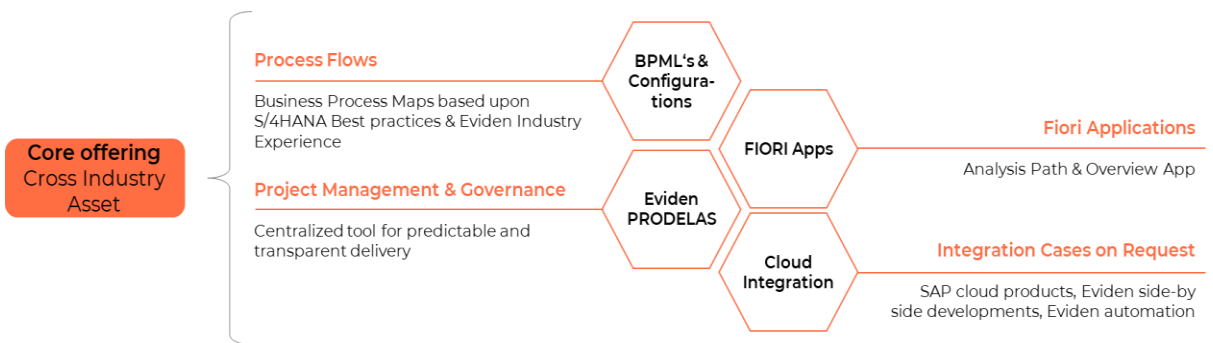 Core offering
Cross Industry
Asset
Process Flows
Business Process Maps based upon
S/4HANA Best practices & Eviden Industry
Experience
Project Management & Governance
Centralized tool for predictable and
transparent delivery
BPML‘s &
Configura-
tions
Eviden
PRODELAS
FIORI Apps
Cloud
Integration
Fiori Applications
Analysis Path & Overview App
Integration Cases on Request
SAP cloud products, Eviden side-by
side developments, Eviden automation